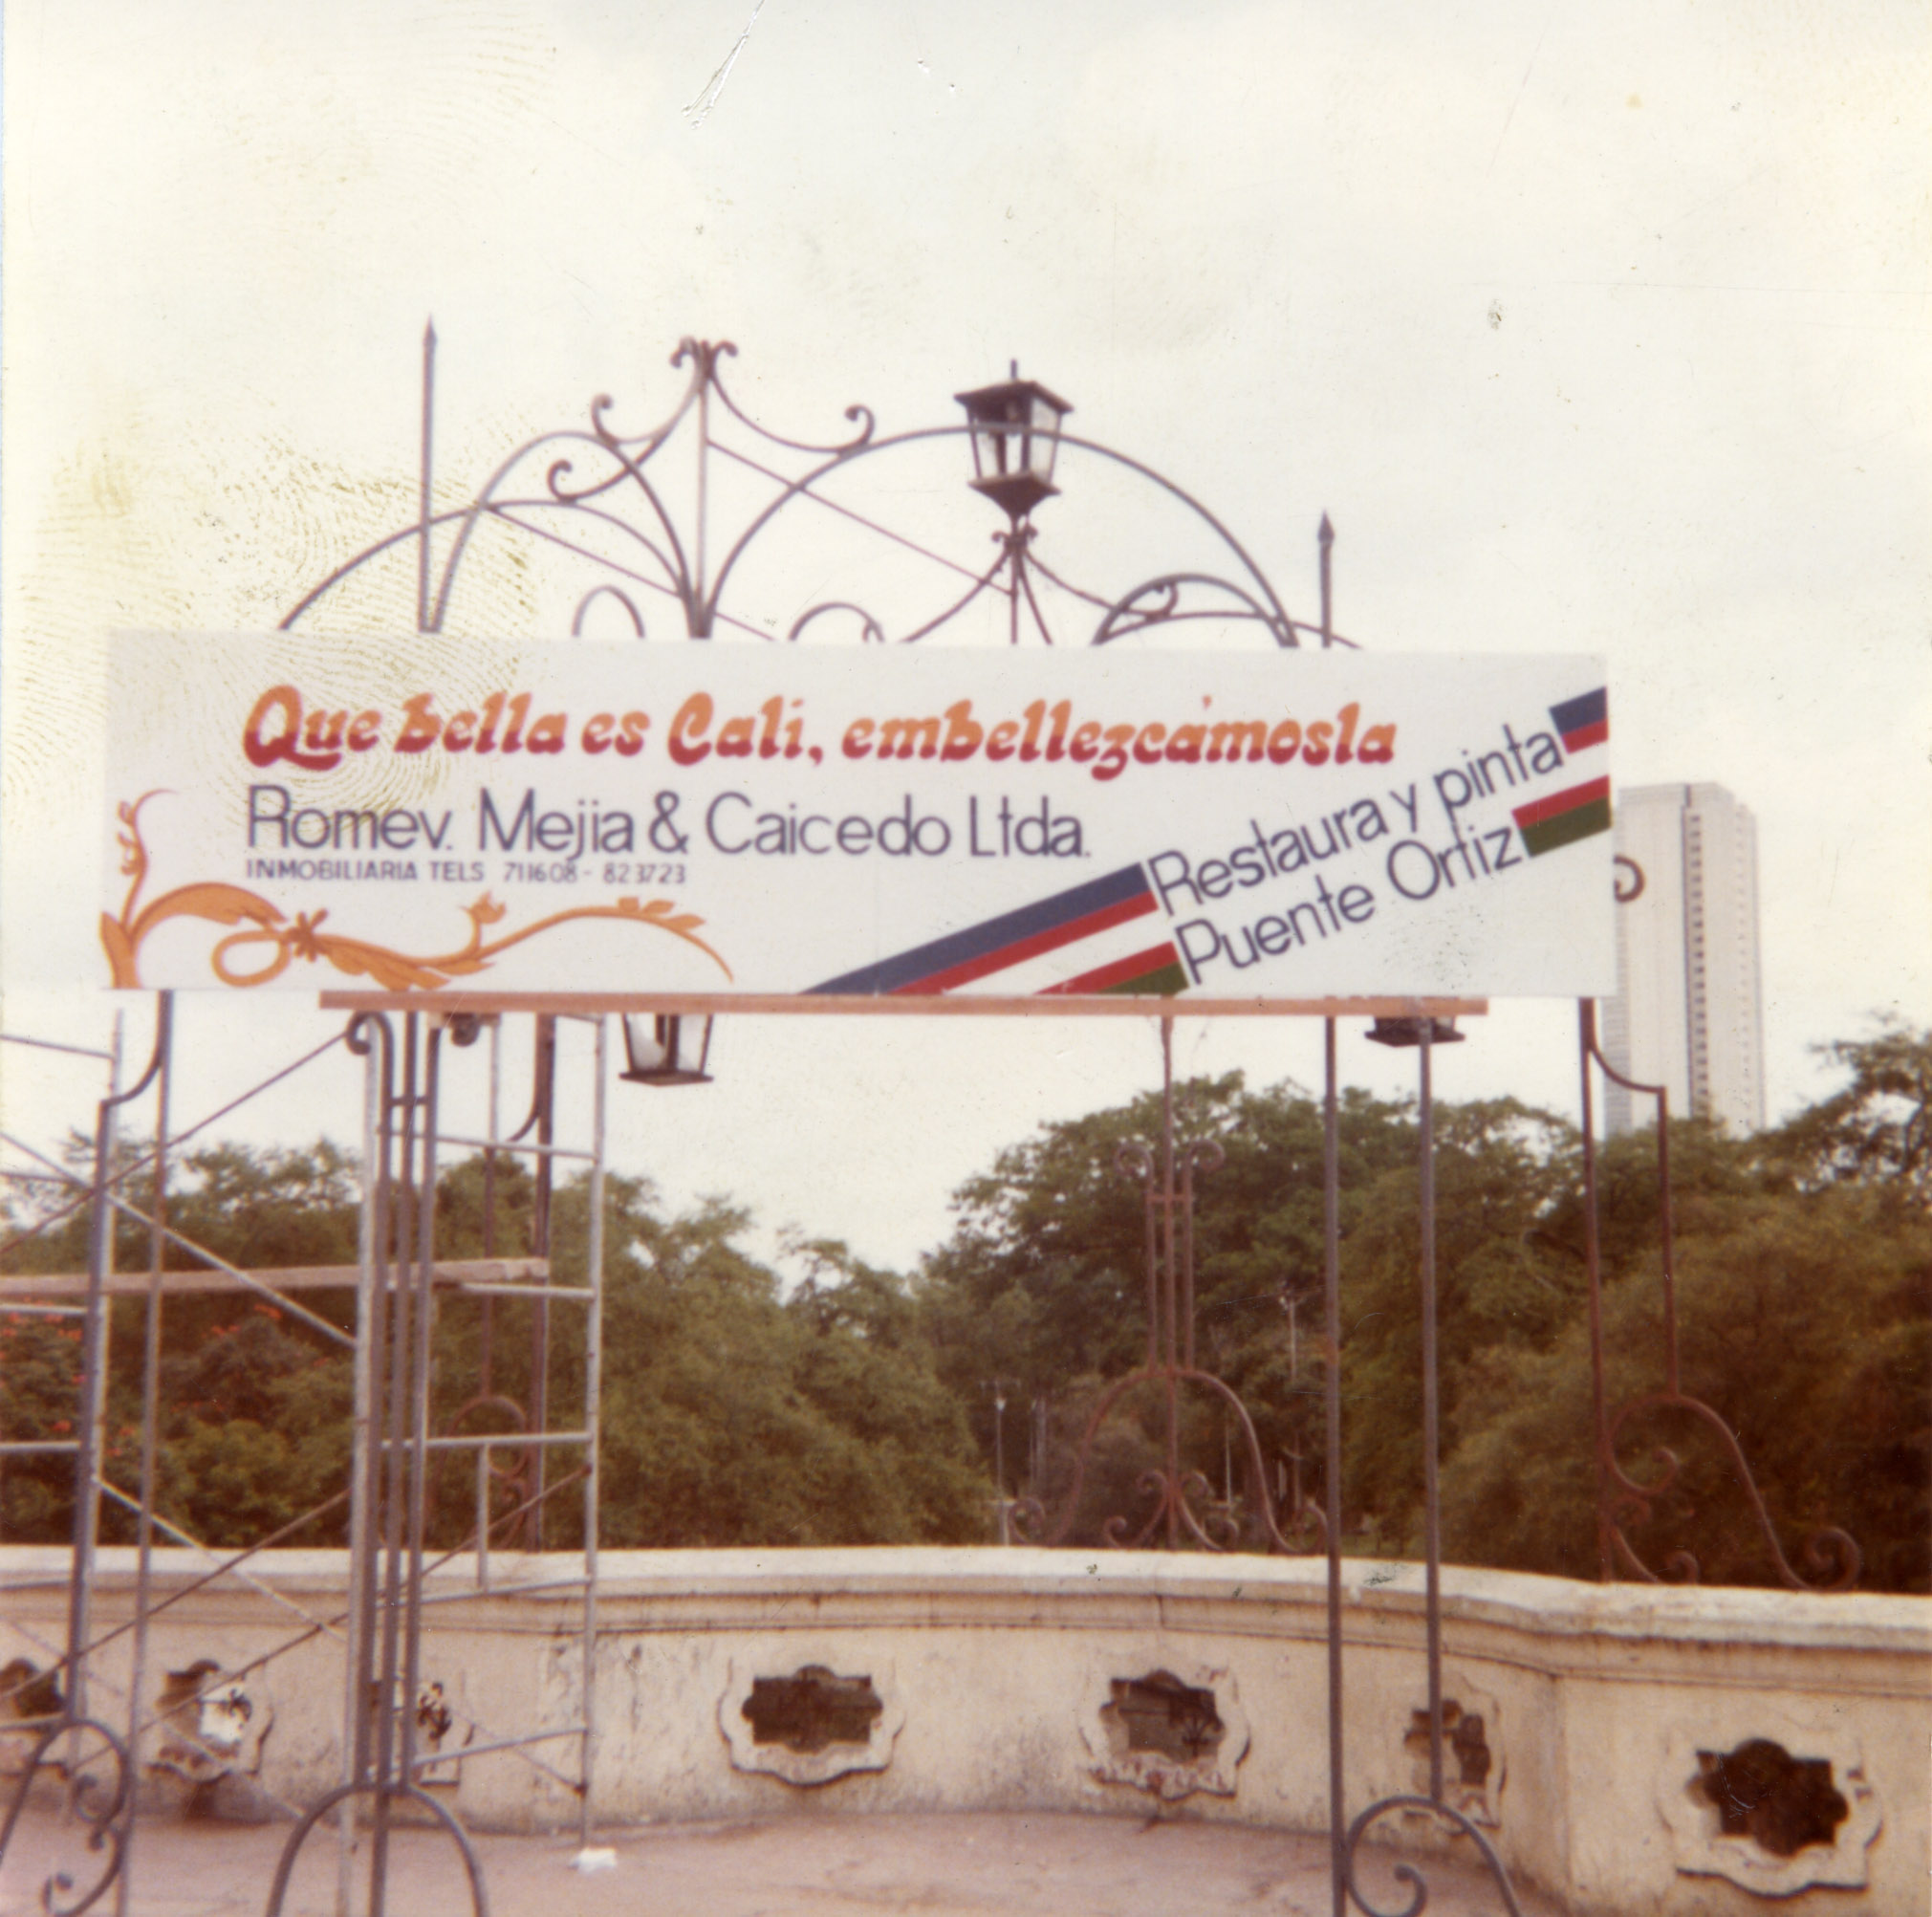 Que bella es Cali, embellezcámosla
Romev. Mejia & Caicedo Ltda.
INMOBILIARIA TELS 711608 - 823723
Restaura y pinta
Puente Ortiz